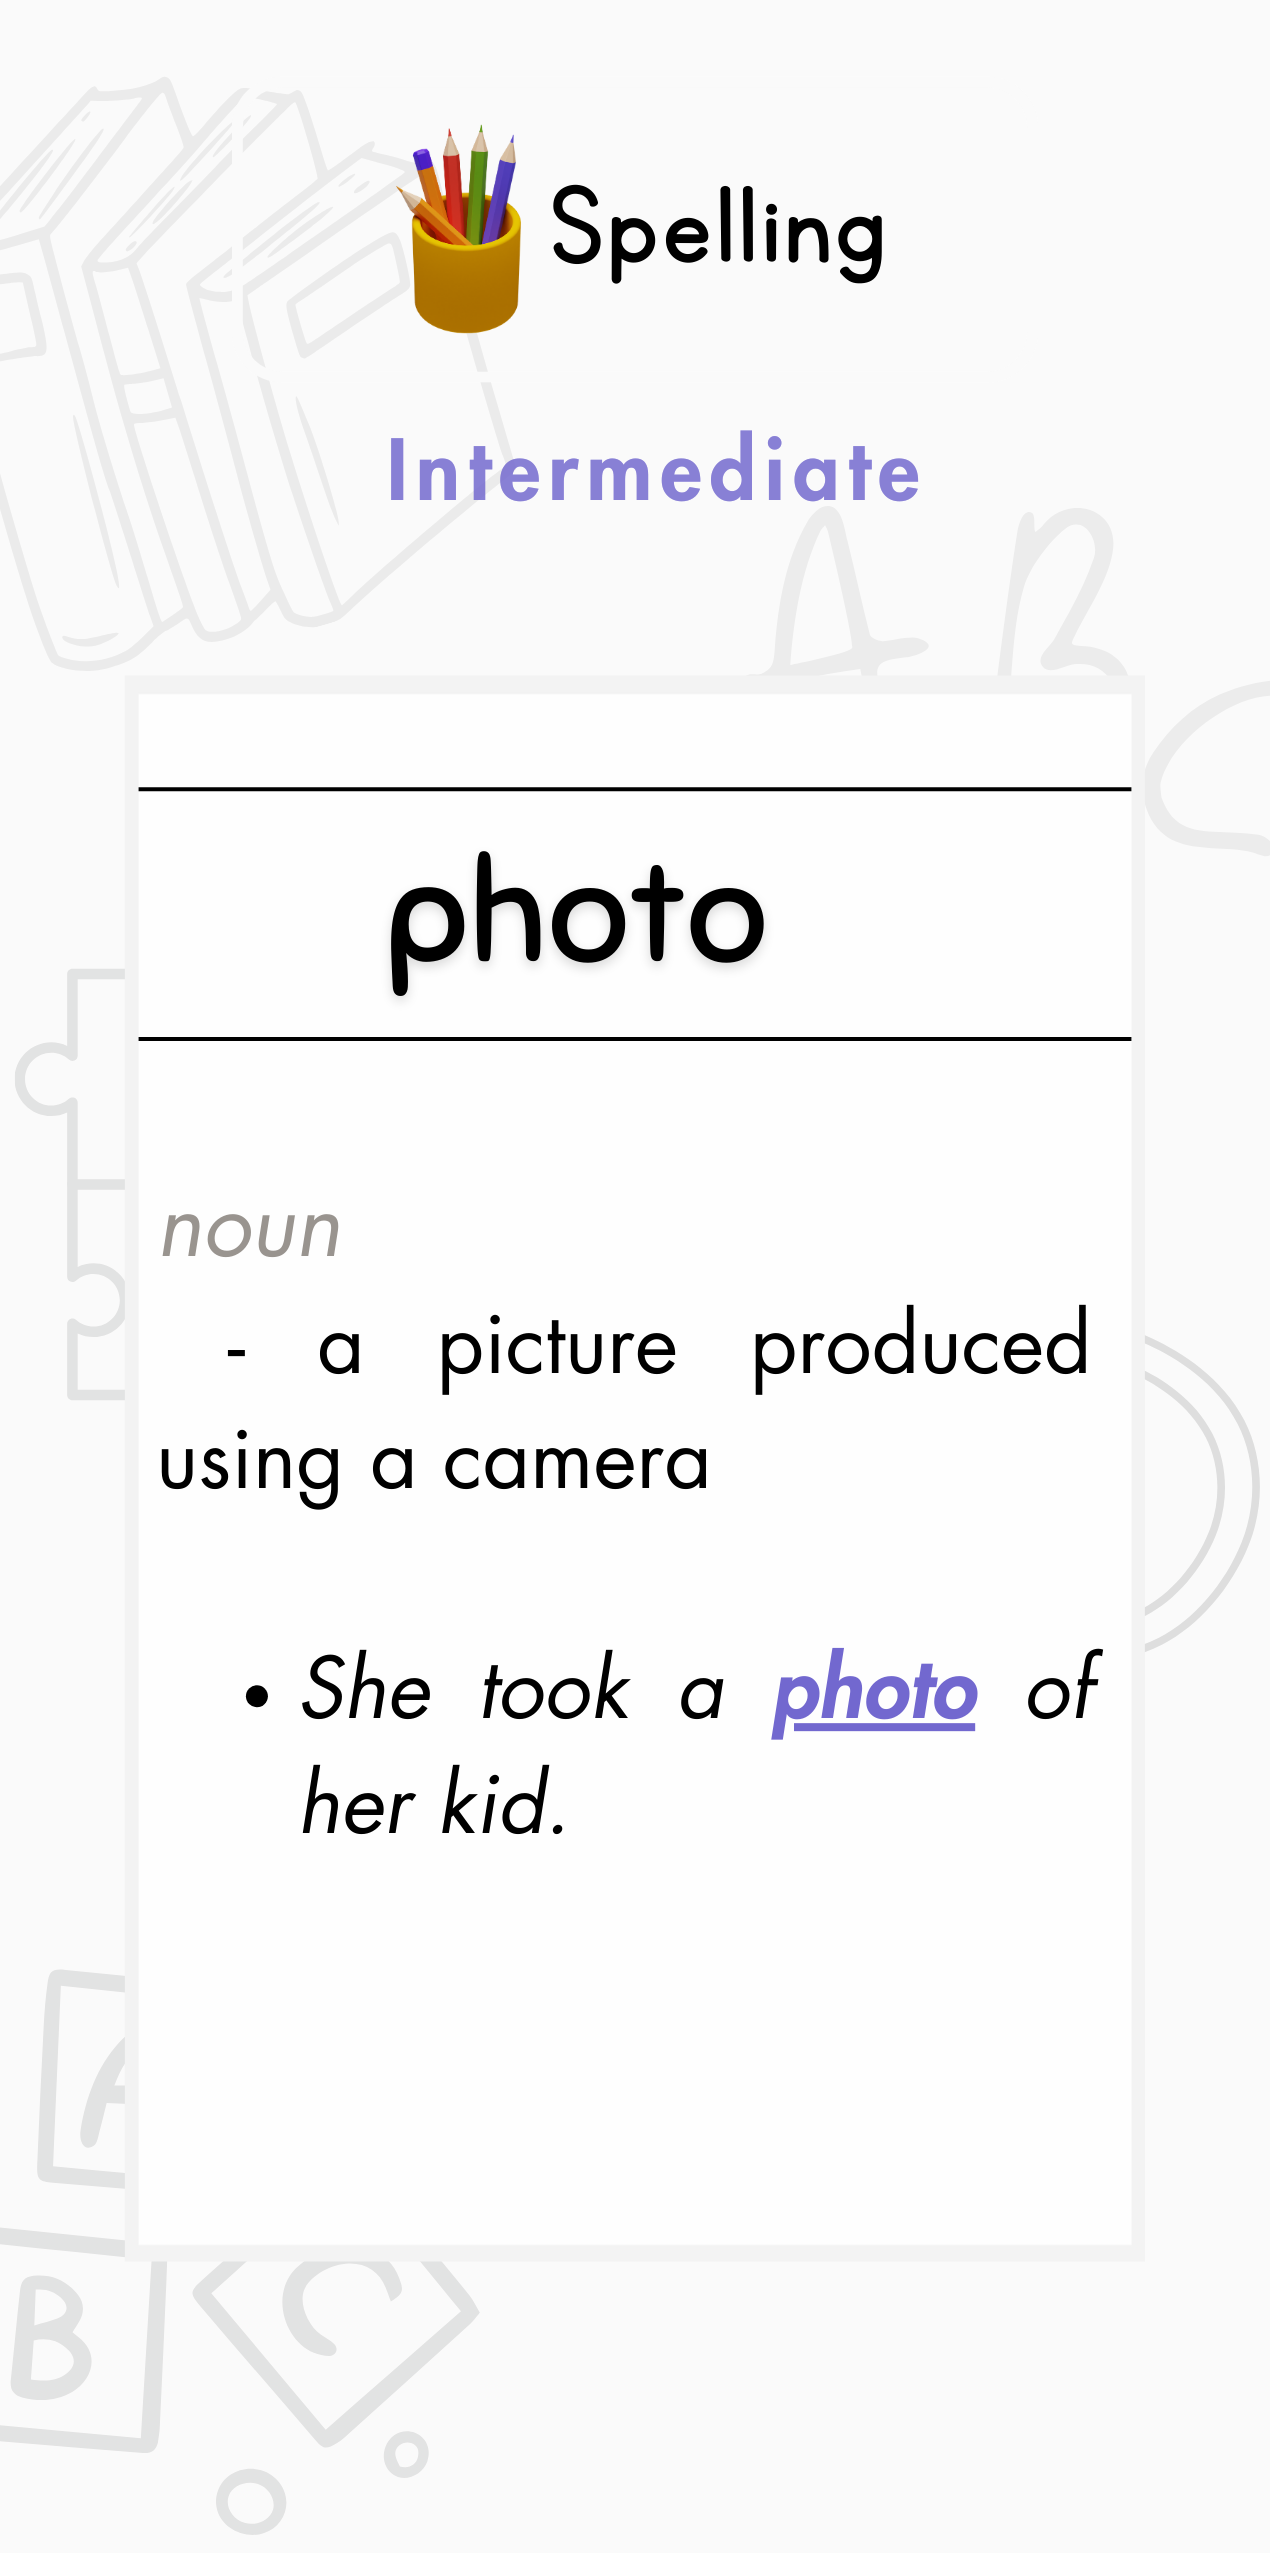 Spelling
Intermediate
A B
photo
noun
- a picture produced
using a camera
• She took a photo of
her kid.
A
B
C